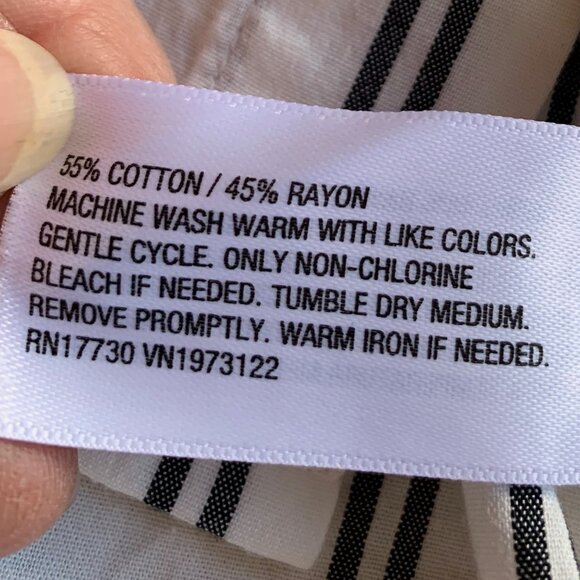 55% COTTON / 45% RAYON
MACHINE WASH WARM WITH LIKE COLORS.
GENTLE CYCLE. ONLY NON-CHLORINE
BLEACH IF NEEDED. TUMBLE DRY MEDIUM.
REMOVE PROMPTLY. WARM IRON IF NEEDED.
RN17730 VN1973122